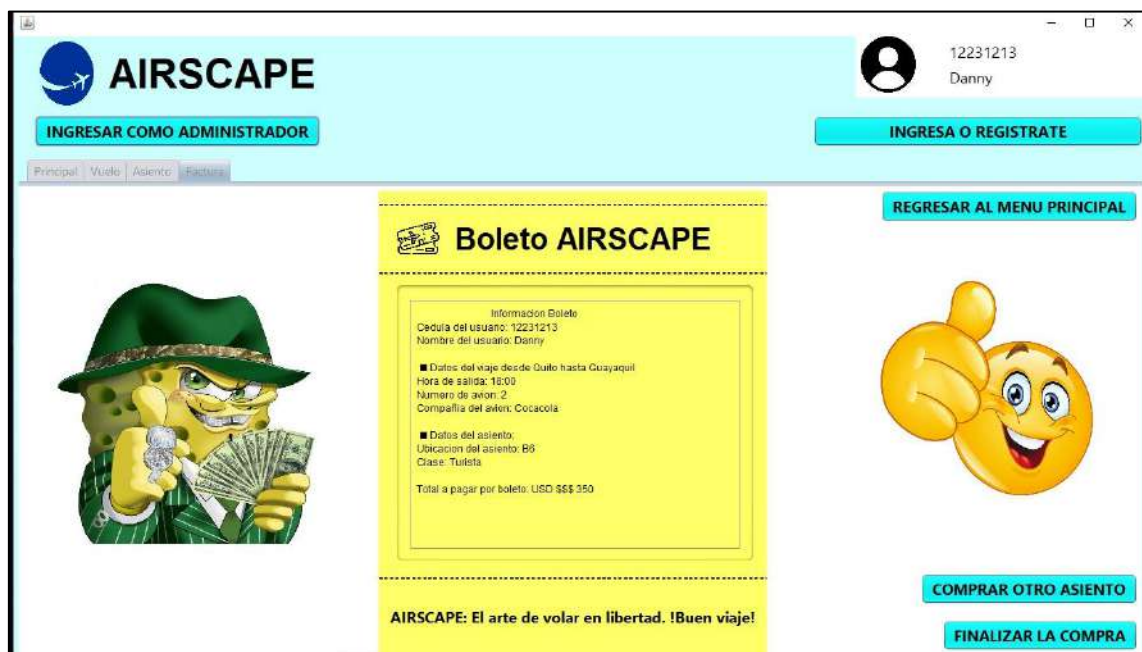 AIRSCAPE
12231213
Danny
INGRESAR COMO ADMINISTRADOR
INGRESA O REGISTRATE
Principal Vuelo Asiento Factura
REGRESAR AL MENU PRINCIPAL
Boleto AIRSCAPE
Informacion Boleto
Cedula del usuario: 12231213
Nombre del usuario: Danny
■ Datos del viaje desde Quito hasta Guayaquil
Hora de salida: 18:00
Numero de avion: 2
Compañia del avion: Cocacola
■ Datos del asiento:
Ubicacion del asiento: B6
Clase: Turista
Total a pagar por boleto: USD $$$ 350
COMPRAR OTRO ASIENTO
AIRSCAPE: El arte de volar en libertad. !Buen viaje!
FINALIZAR LA COMPRA